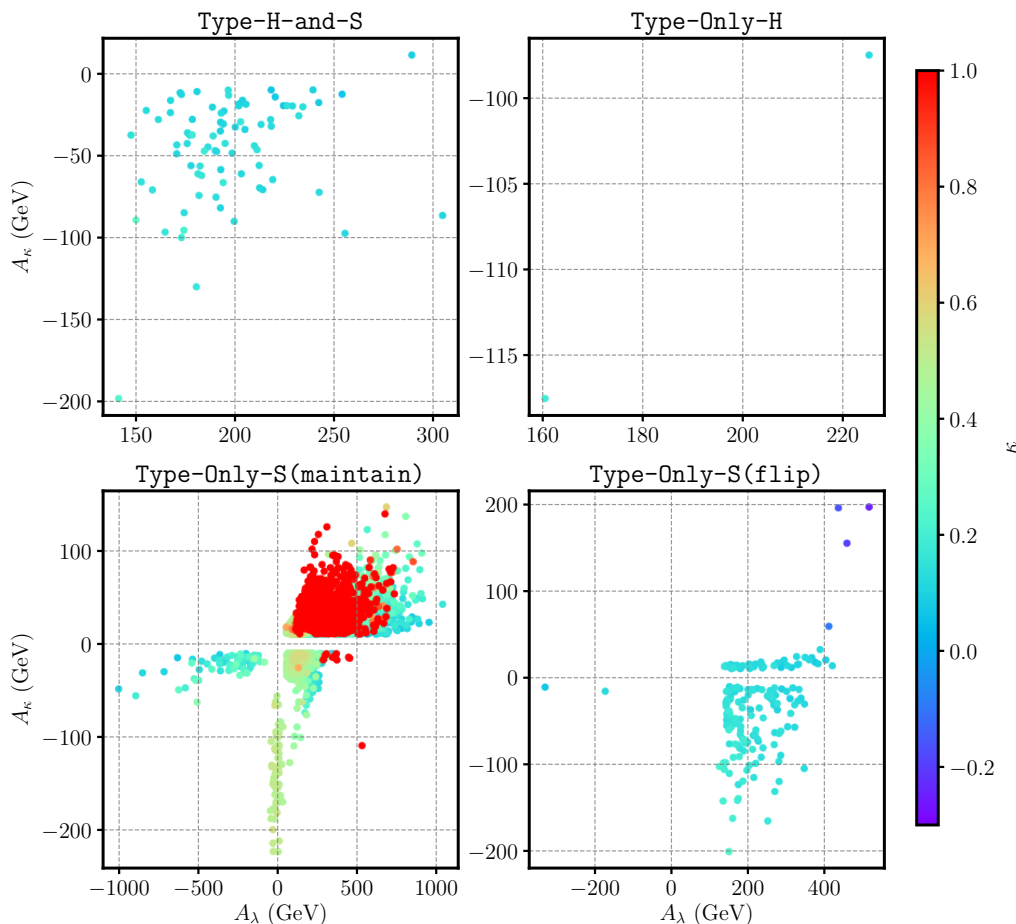 Type-H-and-S
Type-Only-H
0
−50
−100
−150
−200
A_κ (GeV)
150 200 250 300
−100
−105
−110
−115
160 180 200 220
Type-Only-S(maintain)
Type-Only-S(flip)
100
0
−100
−200
A_κ (GeV)
−1000 −500 0 500 1000
A_λ (GeV)
200
100
0
−100
−200
−200 0 200 400
A_λ (GeV)
1.0
0.8
0.6
0.4
0.2
0.0
−0.2
κ